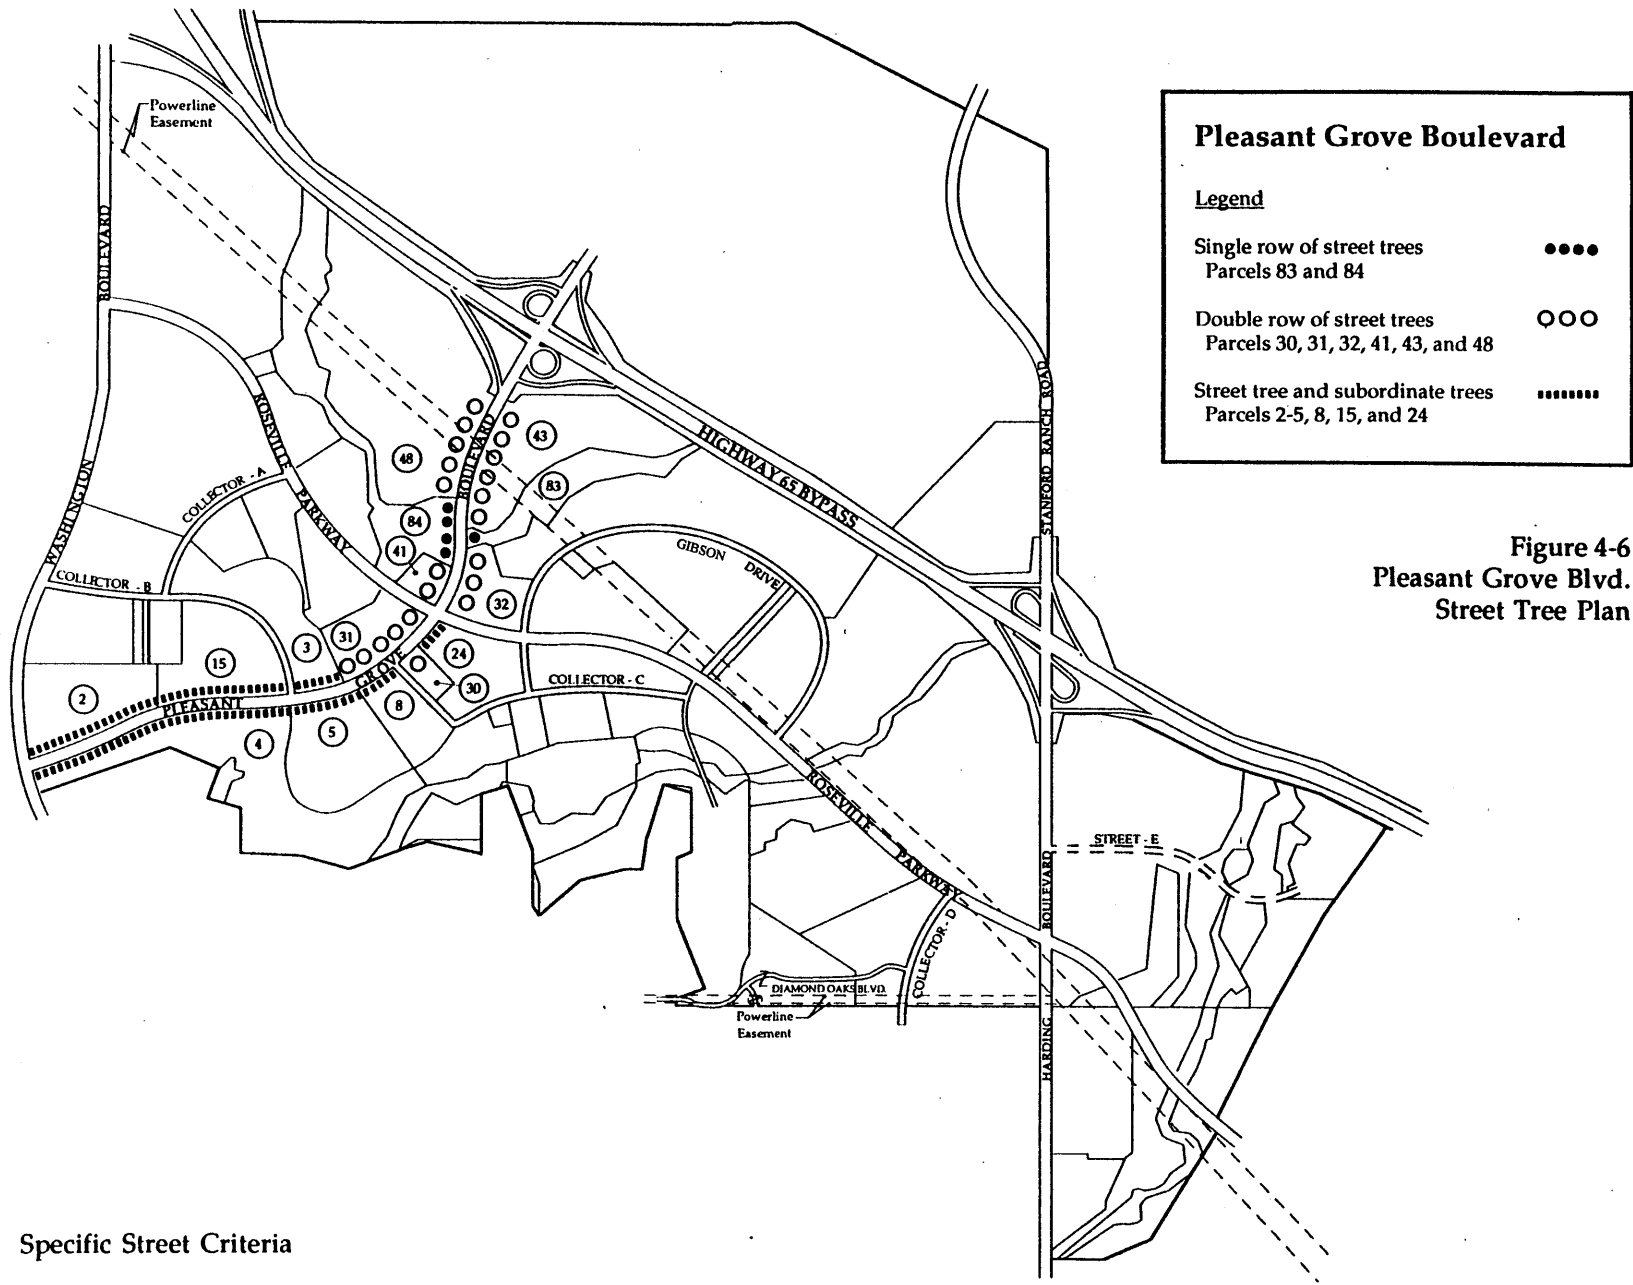 Powerline
Easement
Pleasant Grove Boulevard
Legend
Single row of street trees
Parcels 83 and 84
Double row of street trees
Parcels 30, 31, 32, 41, 43, and 48
Street tree and subordinate trees
Parcels 2-5, 8, 15, and 24
Figure 4-6
Pleasant Grove Blvd.
Street Tree Plan
WASHINGTON
BOULEVARD
ROSEVILLE
PARKWAY
COLLECTOR - A
COLLECTOR - B
HIGHWAY 65 BYPASS
STANFORD RANCH ROAD
BOULEVARD
48
43
83
84
41
32
31
3
15
2
24
30
8
5
4
GIBSON
DRIVE
COLLECTOR - C
PLEASANT
GROVE
ROSEVILLE
PARKWAY
STREET - E
COLLECTOR - D
HARDING
BOULEVARD
DIAMOND OAKS BLVD.
Powerline
Easement
Specific Street Criteria